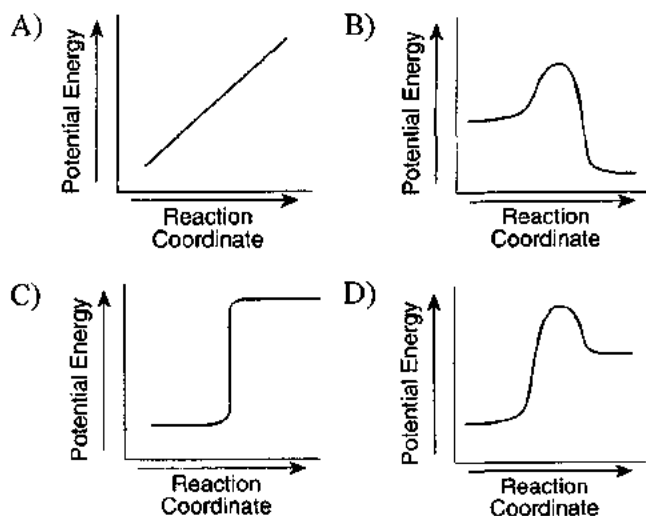 A)
Potential Energy
Reaction
Coordinate
B)
Potential Energy
Reaction
Coordinate
C)
Potential Energy
Reaction
Coordinate
D)
Potential Energy
Reaction
Coordinate